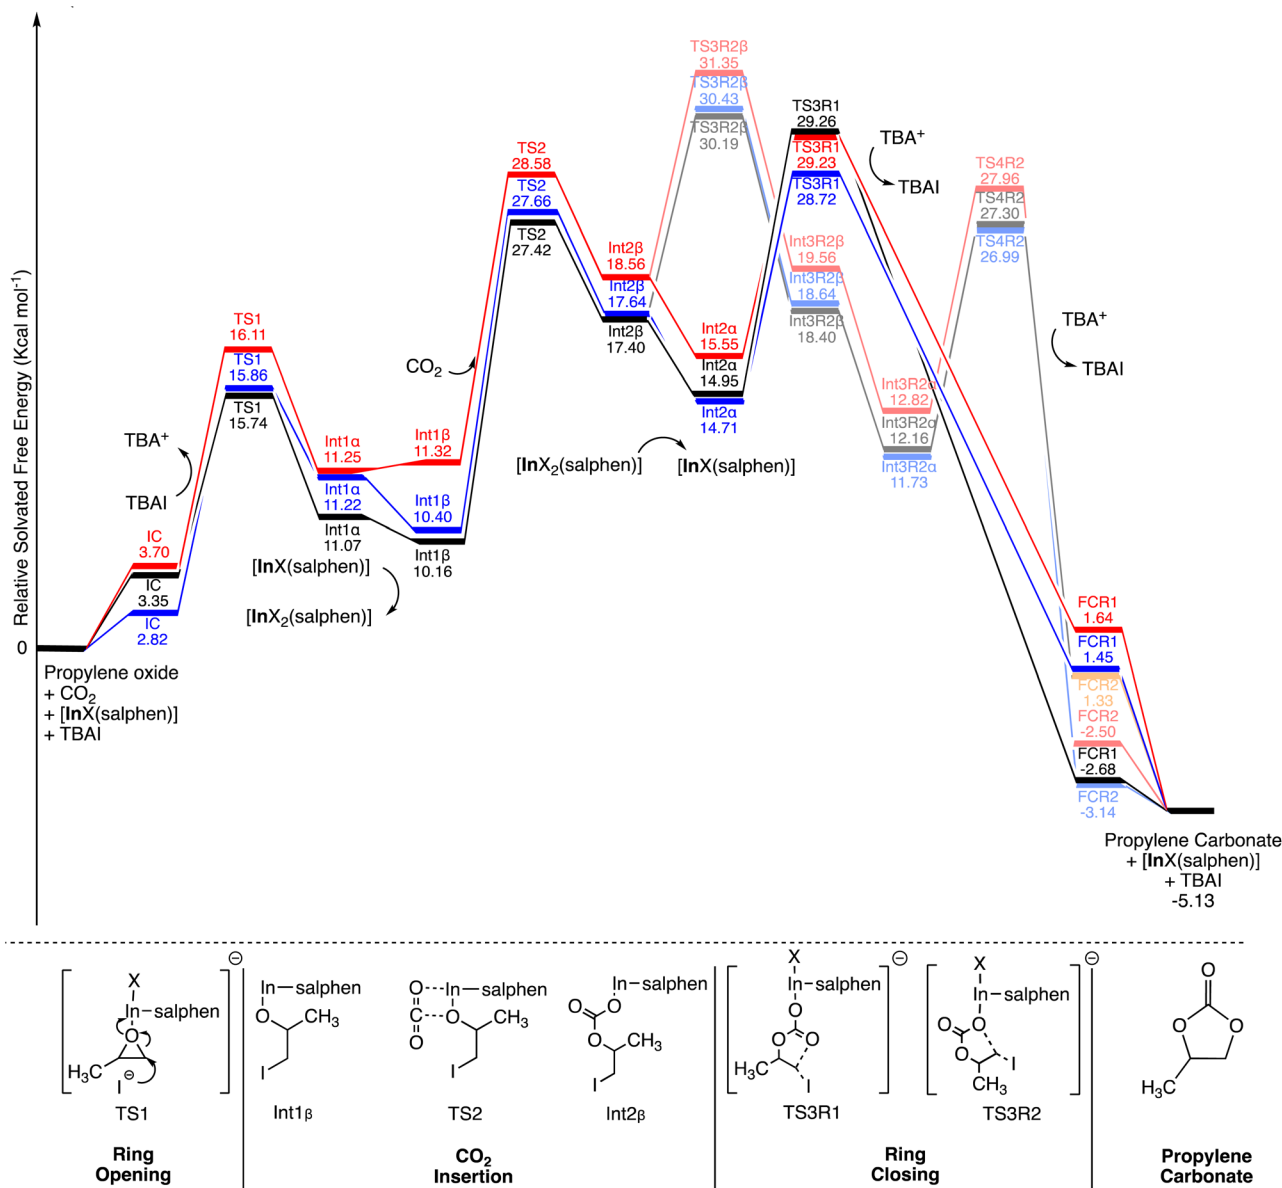 Relative Solvated Free Energy (Kcal mol⁻¹)
0
Propylene oxide
+ CO₂
+ [InX(salphen)]
+ TBAI
IC
3.70
IC
3.35
IC
2.82
TBA⁺
TBAI
TS1
16.11
TS1
15.86
TS1
15.74
Int1α
11.25
Int1α
11.22
Int1α
11.07
[InX(salphen)]
[InX₂(salphen)]
Int1β
11.32
Int1β
10.40
Int1β
10.16
CO₂
TS2
28.58
TS2
27.66
TS2
27.42
Int2β
18.56
Int2β
17.64
Int2β
17.40
[InX₂(salphen)]
[InX(salphen)]
Int2α
15.55
Int2α
14.95
Int2α
14.71
TS3R2β
31.35
TS3R2β
30.43
TS3R2β
30.19
TS3R1
29.26
TS3R1
29.23
TS3R1
28.72
TBA⁺
TBAI
Int3R2β
19.56
Int3R2β
18.64
Int3R2β
18.40
Int3R2α
12.82
Int3R2α
12.16
Int3R2α
11.73
TS4R2
27.96
TS4R2
27.30
TS4R2
26.99
TBA⁺
TBAI
FCR1
1.64
FCR1
1.45
FCR2
1.33
FCR2
-2.50
FCR1
-2.68
FCR2
-3.14
Propylene Carbonate
+ [InX(salphen)]
+ TBAI
-5.13
X
In
salphen
O
H₃C
I
⊖
⊖
TS1
Ring
Opening
In
salphen
O
CH₃
I
Int1β
O
In
salphen
C
O
CH₃
O
I
TS2
CO₂
Insertion
In
salphen
O
O
O
CH₃
I
Int2β
X
⊖
In
salphen
O
O
O
H₃C
I
TS3R1
Ring
Closing
X
⊖
In
salphen
O
O
O
I
CH₃
TS3R2
O
O
O
H₃C
Propylene
Carbonate